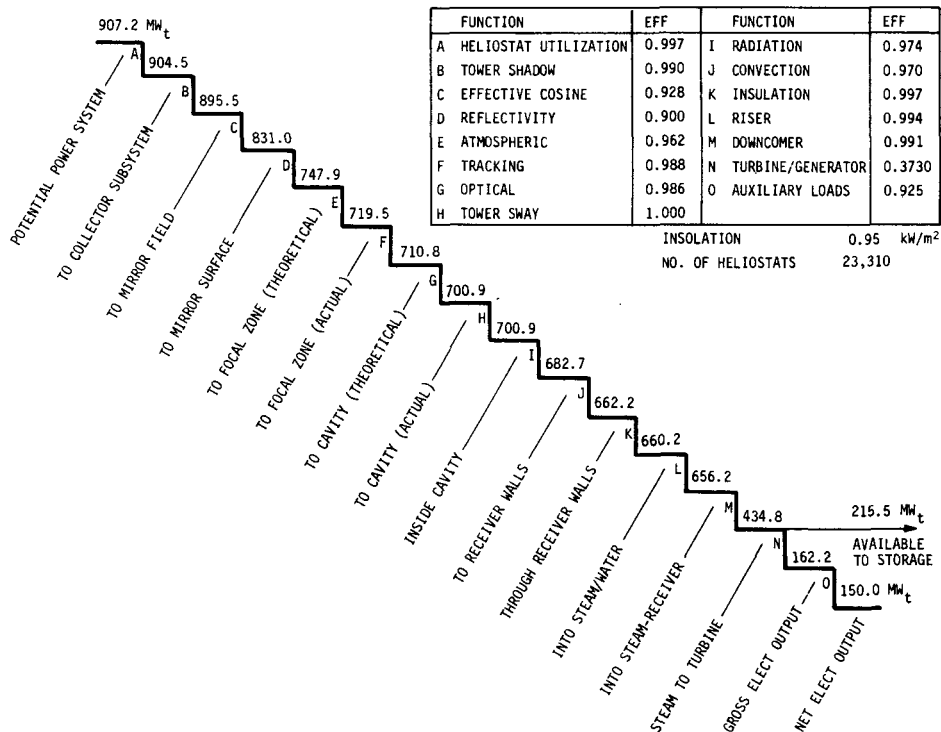 FUNCTION EFF FUNCTION EFF
A HELIOSTAT UTILIZATION 0.997 I RADIATION 0.974
B TOWER SHADOW 0.990 J CONVECTION 0.970
C EFFECTIVE COSINE 0.928 K INSULATION 0.997
D REFLECTIVITY 0.900 L RISER 0.994
E ATMOSPHERIC 0.962 M DOWNCOMER 0.991
F TRACKING 0.988 N TURBINE/GENERATOR 0.3730
G OPTICAL 0.986 O AUXILIARY LOADS 0.925
H TOWER SWAY 1.000
INSOLATION 0.95 kW/m²
NO. OF HELIOSTATS 23,310
907.2 MWt
A
904.5
B
895.5
C
831.0
D
747.9
E
719.5
F
710.8
G
700.9
H
700.9
I
682.7
J
662.2
K
660.2
L
656.2
M
434.8
N
215.5 MWt
AVAILABLE
TO STORAGE
162.2
O
150.0 MWt
POTENTIAL POWER SYSTEM
TO COLLECTOR SUBSYSTEM
TO MIRROR FIELD
TO MIRROR SURFACE
TO FOCAL ZONE (THEORETICAL)
TO FOCAL ZONE (ACTUAL)
TO CAVITY (THEORETICAL)
TO CAVITY (ACTUAL)
INSIDE CAVITY
TO RECEIVER WALLS
THROUGH RECEIVER WALLS
INTO STEAM/WATER
INTO STEAM-RECEIVER
STEAM TO TURBINE
GROSS ELECT OUTPUT
NET ELECT OUTPUT